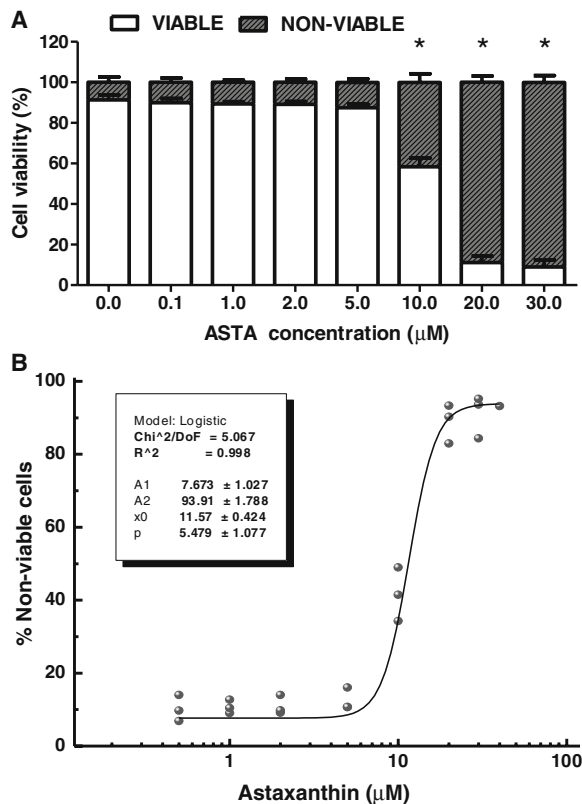 A
VIABLE NON-VIABLE
* * *
Cell viability (%)
120
100
80
60
40
20
0
0.0 0.1 1.0 2.0 5.0 10.0 20.0 30.0
ASTA concentration (μM)
B
% Non-viable cells
100
80
60
40
20
0
Model: Logistic
Chi^2/DoF = 5.067
R^2 = 0.998
A1 7.673 ± 1.027
A2 93.91 ± 1.788
x0 11.57 ± 0.424
p 5.479 ± 1.077
1 10 100
Astaxanthin (μM)